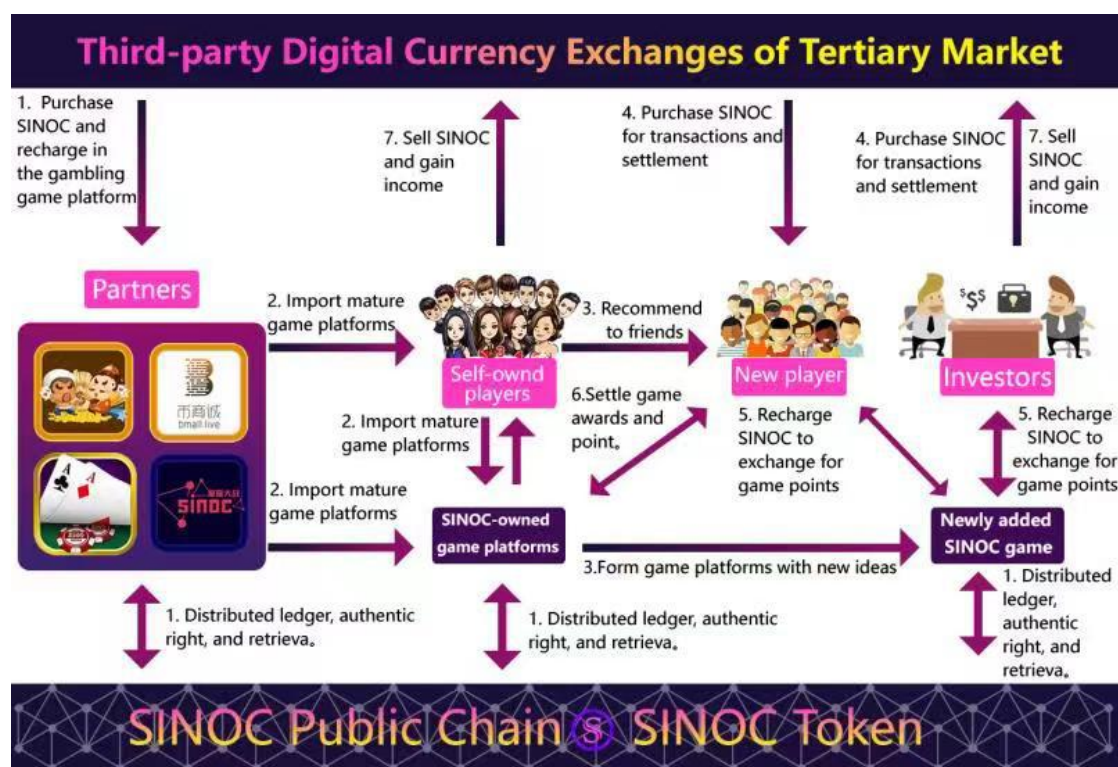 Third-party Digital Currency Exchanges of Tertiary Market
1. Purchase
SINOC and
recharge in
the gambling
game platform
7. Sell SINOC
and gain
income
4. Purchase SINOC
for transactions and
settlement
4. Purchase SINOC
for transactions
and settlement
7. Sell
SINOC
and gain
income
Partners
2. Import mature
game platforms
3. Recommend
to friends
$$$
币商诚
bmall.live
Self-ownd
players
New player
Investors
2. Import mature
game platforms
6.Settle game
awards and
point。
5. Recharge
SINOC to
exchange for
game points
5. Recharge
SINOC to
exchange for
game points
A
A
SINOC
2. Import mature
game platforms
SINOC-owned
game platforms
3.Form game platforms with new ideas
Newly added
SINOC game
1. Distributed ledger, authentic
right, and retrieva。
1. Distributed ledger, authentic
right, and retrieva。
1. Distributed
ledger,
authentic
right, and
retrieva。
SINOC Public Chain S SINOC Token